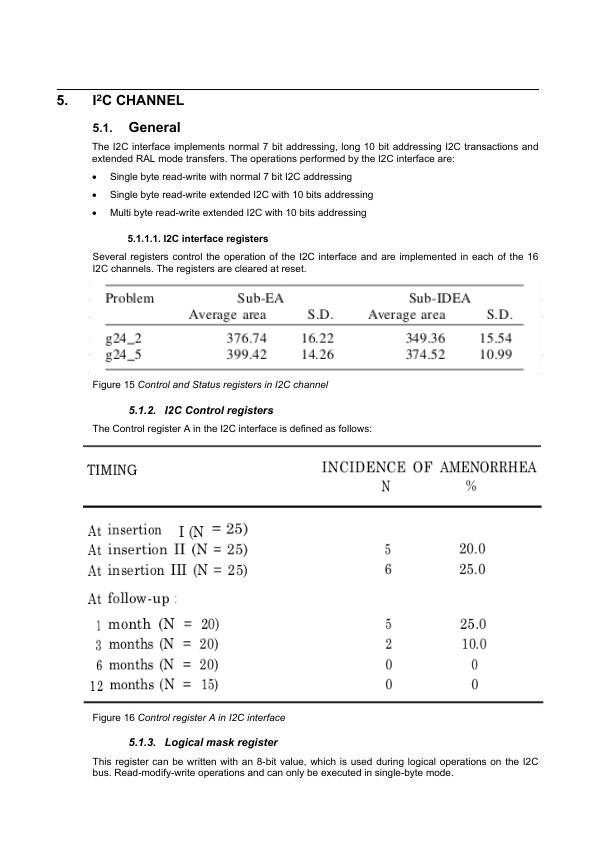 5. I²C CHANNEL
5.1. General
The I2C interface implements normal 7 bit addressing, long 10 bit addressing I2C transactions and
extended RAL mode transfers. The operations performed by the I2C interface are:
• Single byte read-write with normal 7 bit I2C addressing
• Single byte read-write extended I2C with 10 bits addressing
• Multi byte read-write extended I2C with 10 bits addressing
5.1.1.1. I2C interface registers
Several registers control the operation of the I2C interface and are implemented in each of the 16
I2C channels. The registers are cleared at reset.
Problem Sub-EA Sub-IDEA
Average area S.D. Average area S.D.
g24_2 376.74 16.22 349.36 15.54
g24_5 399.42 14.26 374.52 10.99
Figure 15 Control and Status registers in I2C channel
5.1.2. I2C Control registers
The Control register A in the I2C interface is defined as follows:
TIMING INCIDENCE OF AMENORRHEA
N %
At insertion I (N = 25)
At insertion II (N = 25) 5 20.0
At insertion III (N = 25) 6 25.0
At follow-up :
1 month (N = 20) 5 25.0
3 months (N = 20) 2 10.0
6 months (N = 20) 0 0
12 months (N = 15) 0 0
Figure 16 Control register A in I2C interface
5.1.3. Logical mask register
This register can be written with an 8-bit value, which is used during logical operations on the I2C
bus. Read-modify-write operations and can only be executed in single-byte mode.